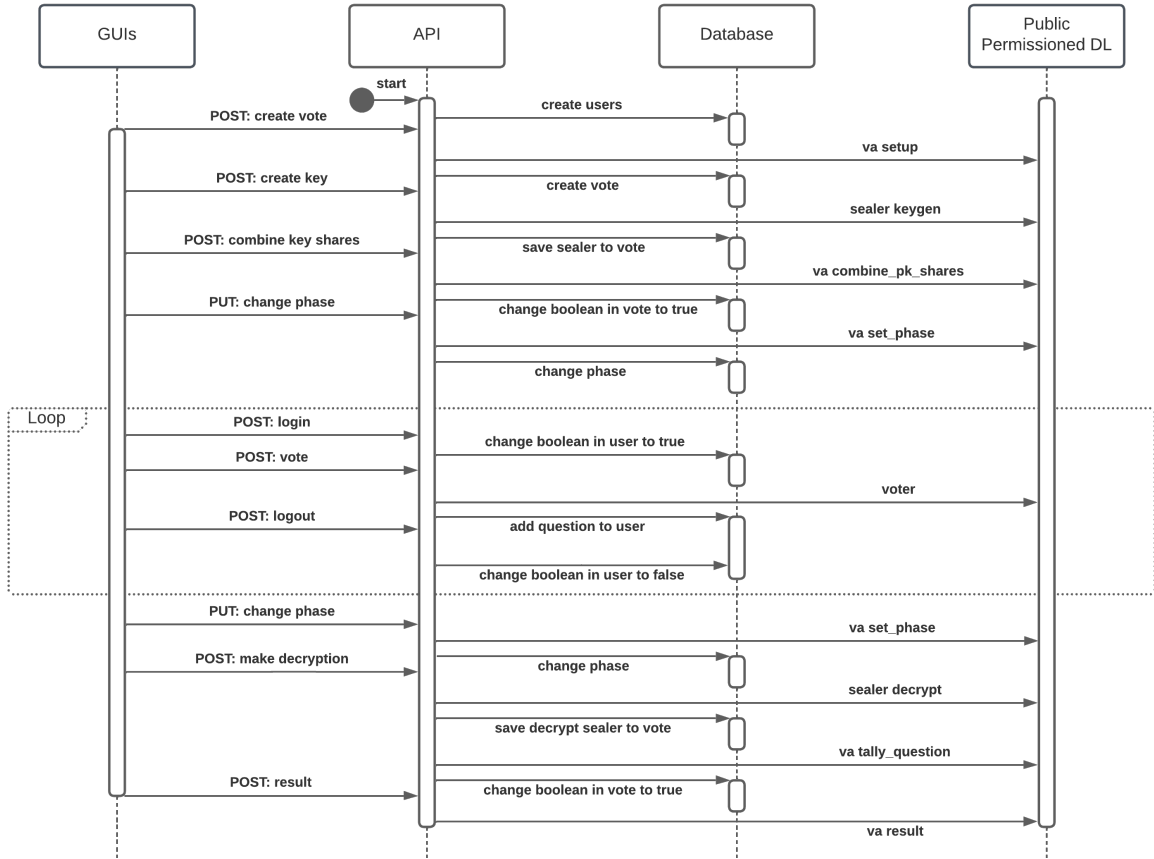 GUIs
API
Database
Public
Permissioned DL
start
create users
POST: create vote
va setup
create vote
POST: create key
sealer keygen
save sealer to vote
POST: combine key shares
va combine_pk_shares
PUT: change phase
change boolean in vote to true
va set_phase
change phase
Loop
POST: login
change boolean in user to true
POST: vote
voter
POST: logout
add question to user
change boolean in user to false
PUT: change phase
va set_phase
POST: make decryption
change phase
sealer decrypt
save decrypt sealer to vote
va tally_question
POST: result
change boolean in vote to true
va result